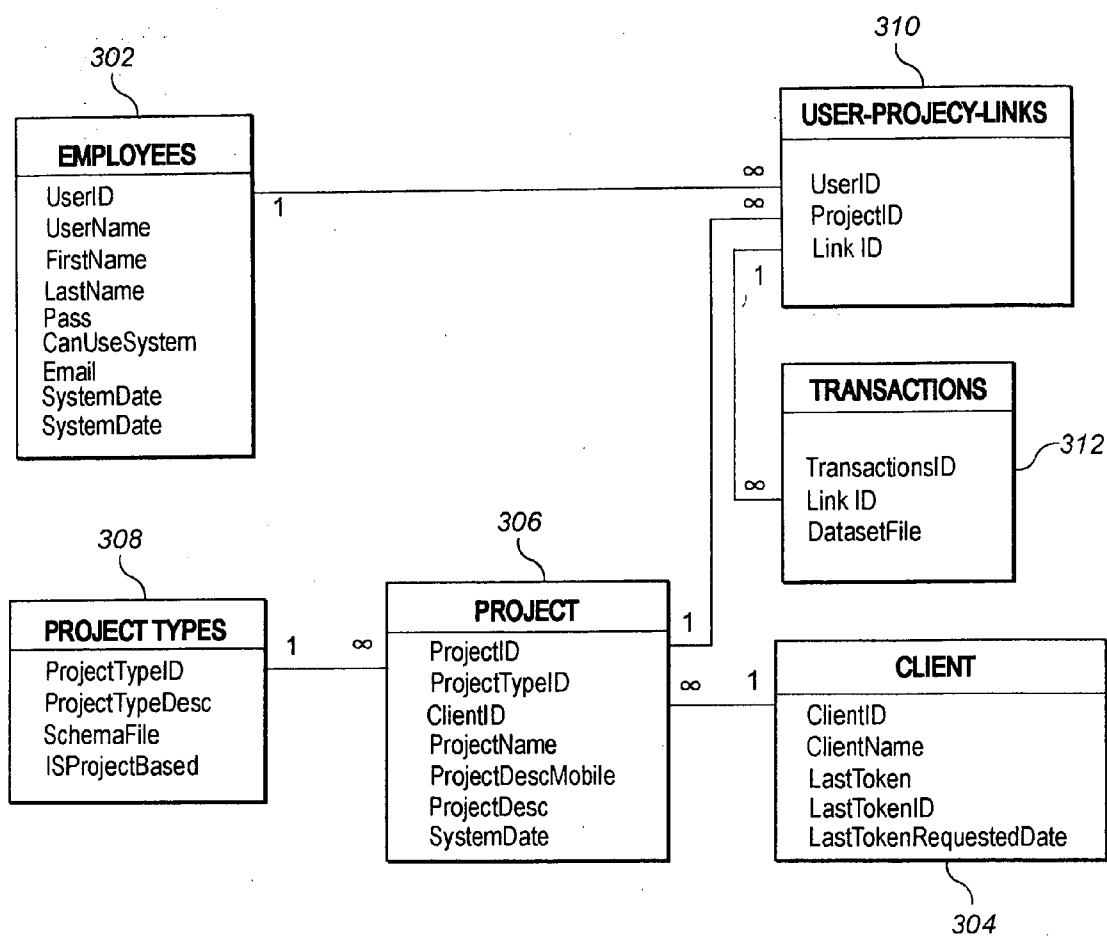 302
EMPLOYEES
UserID
UserName
FirstName
LastName
Pass
CanUseSystem
Email
SystemDate
SystemDate
1
∞
310
USER-PROJECY-LINKS
UserID
ProjectID
Link ID
∞
1
∞
TRANSACTIONS
TransactionsID
Link ID
DatasetFile
312
308
PROJECT TYPES
ProjectTypeID
ProjectTypeDesc
SchemaFile
ISProjectBased
1
∞
306
PROJECT
ProjectID
ProjectTypeID
ClientID
ProjectName
ProjectDescMobile
ProjectDesc
SystemDate
1
∞
1
CLIENT
ClientID
ClientName
LastToken
LastTokenID
LastTokenRequestedDate
304